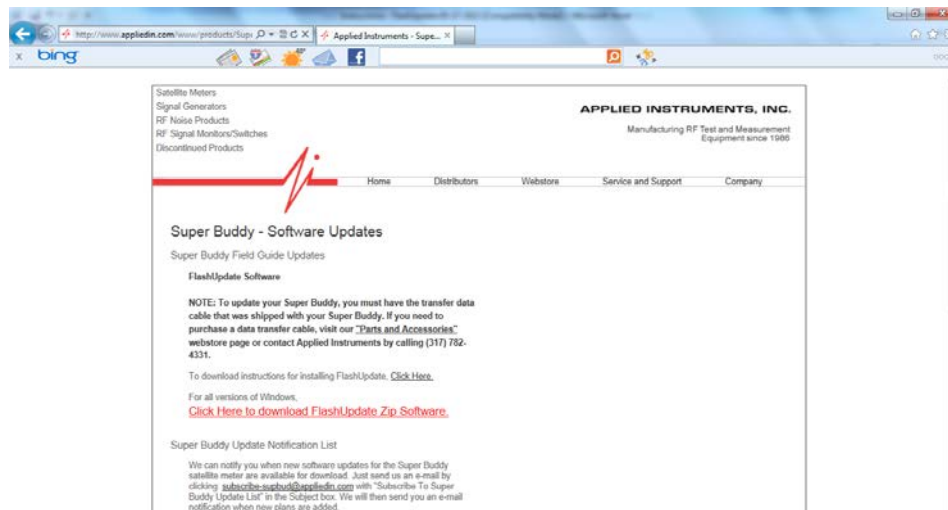 http://www.appliedin.com/www/products/Supe
Applied Instruments - Supe...
x bing
Satellite Meters
Signal Generators
RF Noise Products
RF Signal Monitors/Switches
Discontinued Products
APPLIED INSTRUMENTS, INC.
Manufacturing RF Test and Measurement
Equipment since 1986
Home Distributors Webstore Service and Support Company
Super Buddy - Software Updates
Super Buddy Field Guide Updates
FlashUpdate Software
NOTE: To update your Super Buddy, you must have the transfer data
cable that was shipped with your Super Buddy. If you need to
purchase a data transfer cable, visit our "Parts and Accessories"
webstore page or contact Applied Instruments by calling (317) 782-
4331.
To download instructions for installing FlashUpdate, Click Here.
For all versions of Windows,
Click Here to download FlashUpdate Zip Software.
Super Buddy Update Notification List
We can notify you when new software updates for the Super Buddy
satellite meter are available for download. Just send us an e-mail by
clicking subscribe-supbud@appliedin.com with "Subscribe To Super
Buddy Update List" in the Subject box. We will then send you an e-mail
notification when new plans are added.